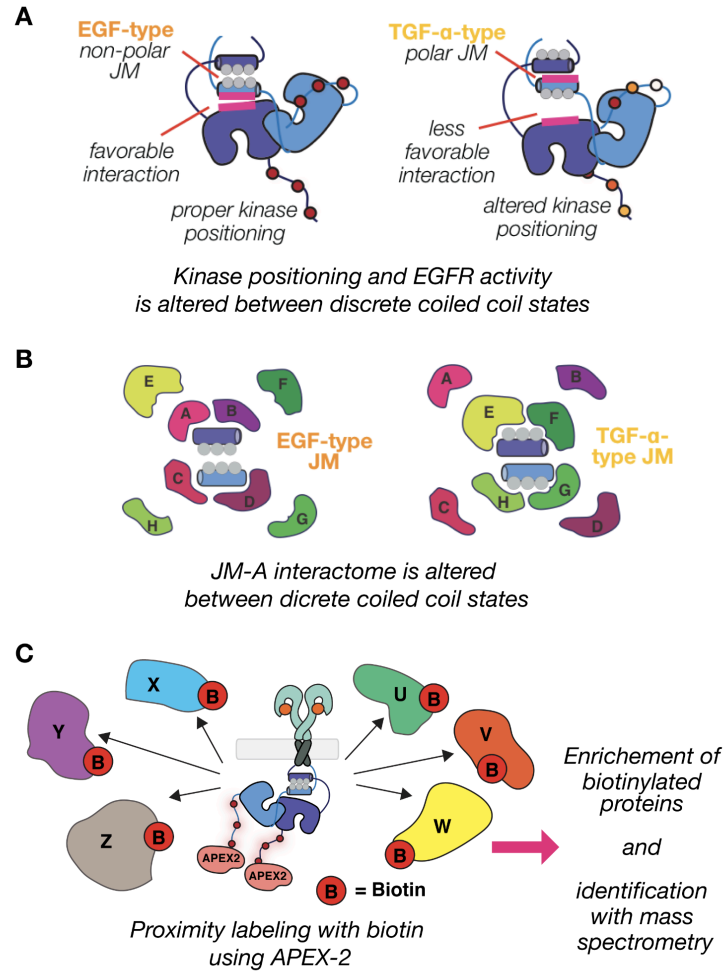 A
EGF-type
non-polar
JM
favorable
interaction
proper kinase
positioning
TGF-α-type
polar JM
less
favorable
interaction
altered kinase
positioning
Kinase positioning and EGFR activity
is altered between discrete coiled coil states
B
E
F
A
B
EGF-type
JM
C
D
H
G
A
B
E
F
TGF-α-
type JM
C
H
G
D
JM-A interactome is altered
between dicrete coiled coil states
C
X
B
Y
B
Z
B
U
B
V
B
W
B
APEX2
APEX2
B = Biotin
Proximity labeling with biotin
using APEX-2
Enrichement of
biotinylated
proteins
and
identification
with mass
spectrometry